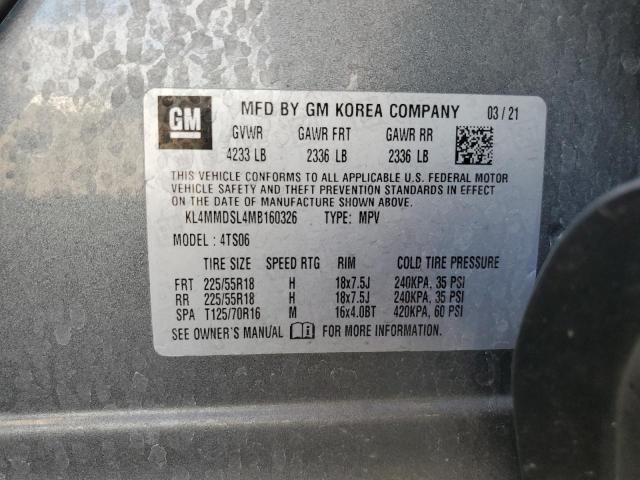 GM
MFD BY GM KOREA COMPANY 03 / 21
GVWR GAWR FRT GAWR RR
4233 LB 2336 LB 2336 LB
THIS VEHICLE CONFORMS TO ALL APPLICABLE U.S. FEDERAL MOTOR
VEHICLE SAFETY AND THEFT PREVENTION STANDARDS IN EFFECT
ON THE DATE OF MANUFACTURE SHOWN ABOVE.
KL4MMDSL4MB160326 TYPE: MPV
MODEL : 4TS06
TIRE SIZE SPEED RTG RIM COLD TIRE PRESSURE
FRT 225/55R18 H 18x7.5J 240KPA, 35 PSI
RR 225/55R18 H 18x7.5J 240KPA, 35 PSI
SPA T125/70R16 M 16x4.0BT 420KPA, 60 PSI
SEE OWNER'S MANUAL FOR MORE INFORMATION.